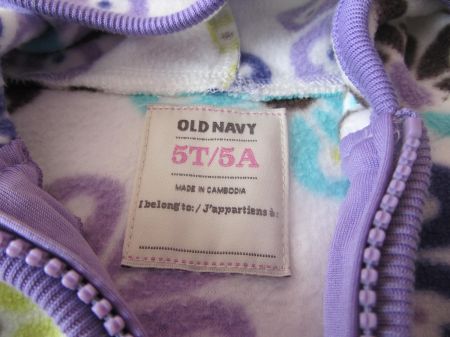 OLD NAVY
5T/5A
MADE IN CAMBODIA
I belong to:/J'appartiens à: